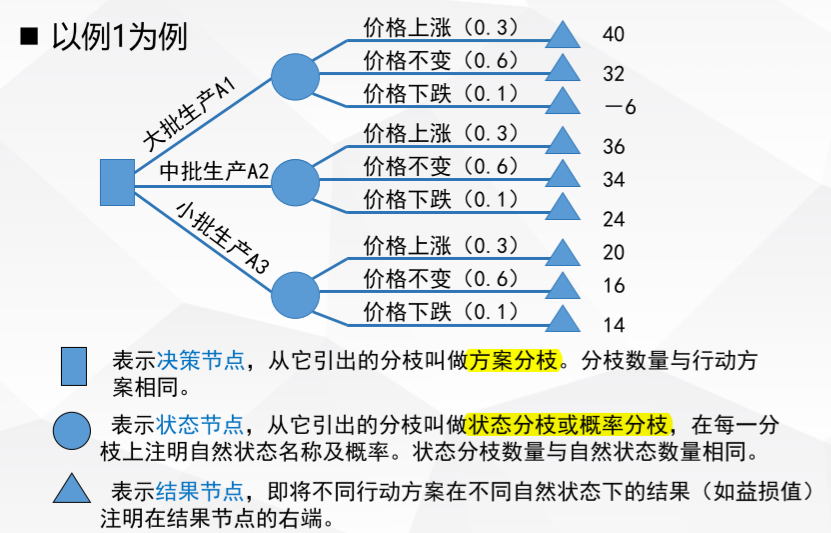 ■ 以例1为例
大批生产A1
价格上涨（0.3） 40
价格不变（0.6） 32
价格下跌（0.1） －6
中批生产A2
价格上涨（0.3） 36
价格不变（0.6） 34
价格下跌（0.1） 24
小批生产A3
价格上涨（0.3） 20
价格不变（0.6） 16
价格下跌（0.1） 14
表示决策节点，从它引出的分枝叫做方案分枝。分枝数量与行动方
案相同。
表示状态节点，从它引出的分枝叫做状态分枝或概率分枝，在每一分
枝上注明自然状态名称及概率。状态分枝数量与自然状态数量相同。
表示结果节点，即将不同行动方案在不同自然状态下的结果（如益损值）
注明在结果节点的右端。